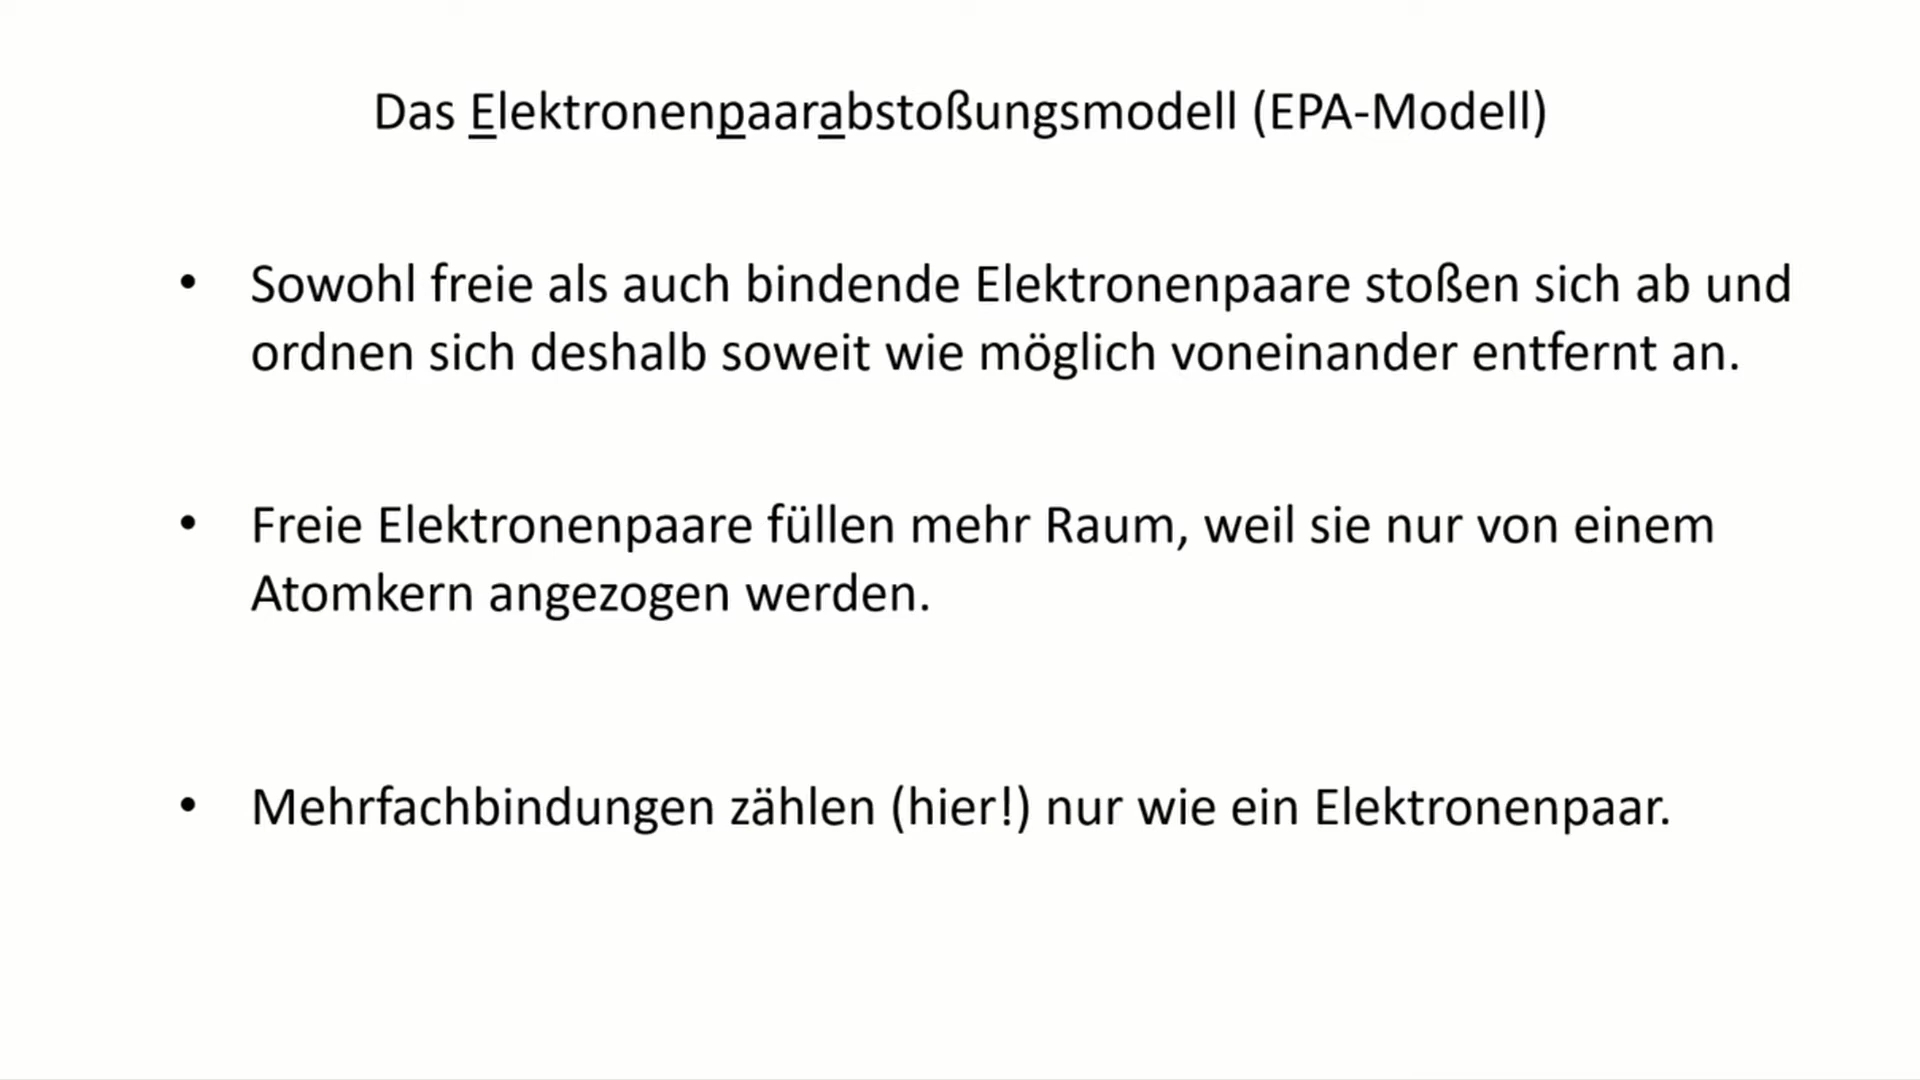 Das Elektronenpaarabstoßungsmodell (EPA-Modell)
• Sowohl freie als auch bindende Elektronenpaare stoßen sich ab und
ordnen sich deshalb soweit wie möglich voneinander entfernt an.
• Freie Elektronenpaare füllen mehr Raum, weil sie nur von einem
Atomkern angezogen werden.
• Mehrfachbindungen zählen (hier!) nur wie ein Elektronenpaar.